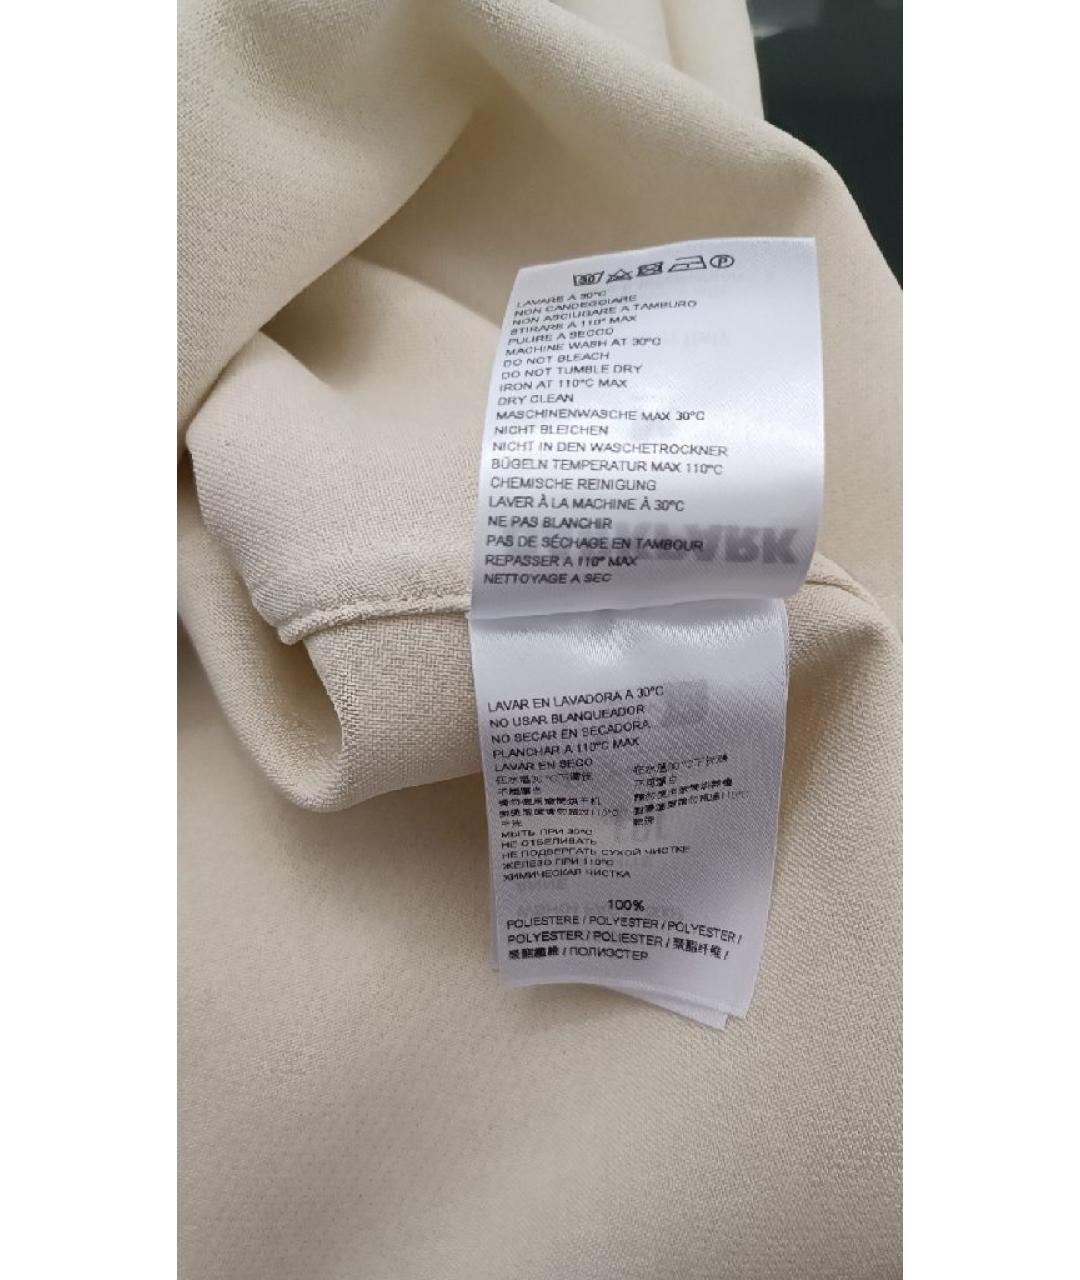 30 P
LAVARE A 30°C
NON CANDEGGIARE
NON ASCIUGARE A TAMBURO
STIRARE A 110° MAX
PULIRE A SECCO
MACHINE WASH AT 30°C
DO NOT BLEACH
DO NOT TUMBLE DRY
IRON AT 110°C MAX
DRY CLEAN
MASCHINENWASCHE MAX 30°C
NICHT BLEICHEN
NICHT IN DEN WASCHETROCKNER
BÜGELN TEMPERATUR MAX 110°C
CHEMISCHE REINIGUNG
LAVER À LA MACHINE À 30°C
NE PAS BLANCHIR
PAS DE SÉCHAGE EN TAMBOUR
REPASSER A 110° MAX
NETTOYAGE A SEC
LAVAR EN LAVADORA A 30°C
NO USAR BLANQUEADOR
NO SECAR EN SECADORA
PLANCHAR A 110°C MAX
LAVAR EN SECO
МЫТЬ ПРИ 30°C
НЕ ОТБЕЛИВАТЬ
НЕ ПОДВЕРГАТЬ СУХОЙ ЧИСТКЕ
ЖЕЛЕЗО ПРИ 110°C
ХИМИЧЕСКАЯ ЧИСТКА
100%
POLIESTERE / POLYESTER / POLYESTER /
POLYESTER / POLIESTER / 聚酯纤维 /
聚酯纖維 / ПОЛИЭСТЕР